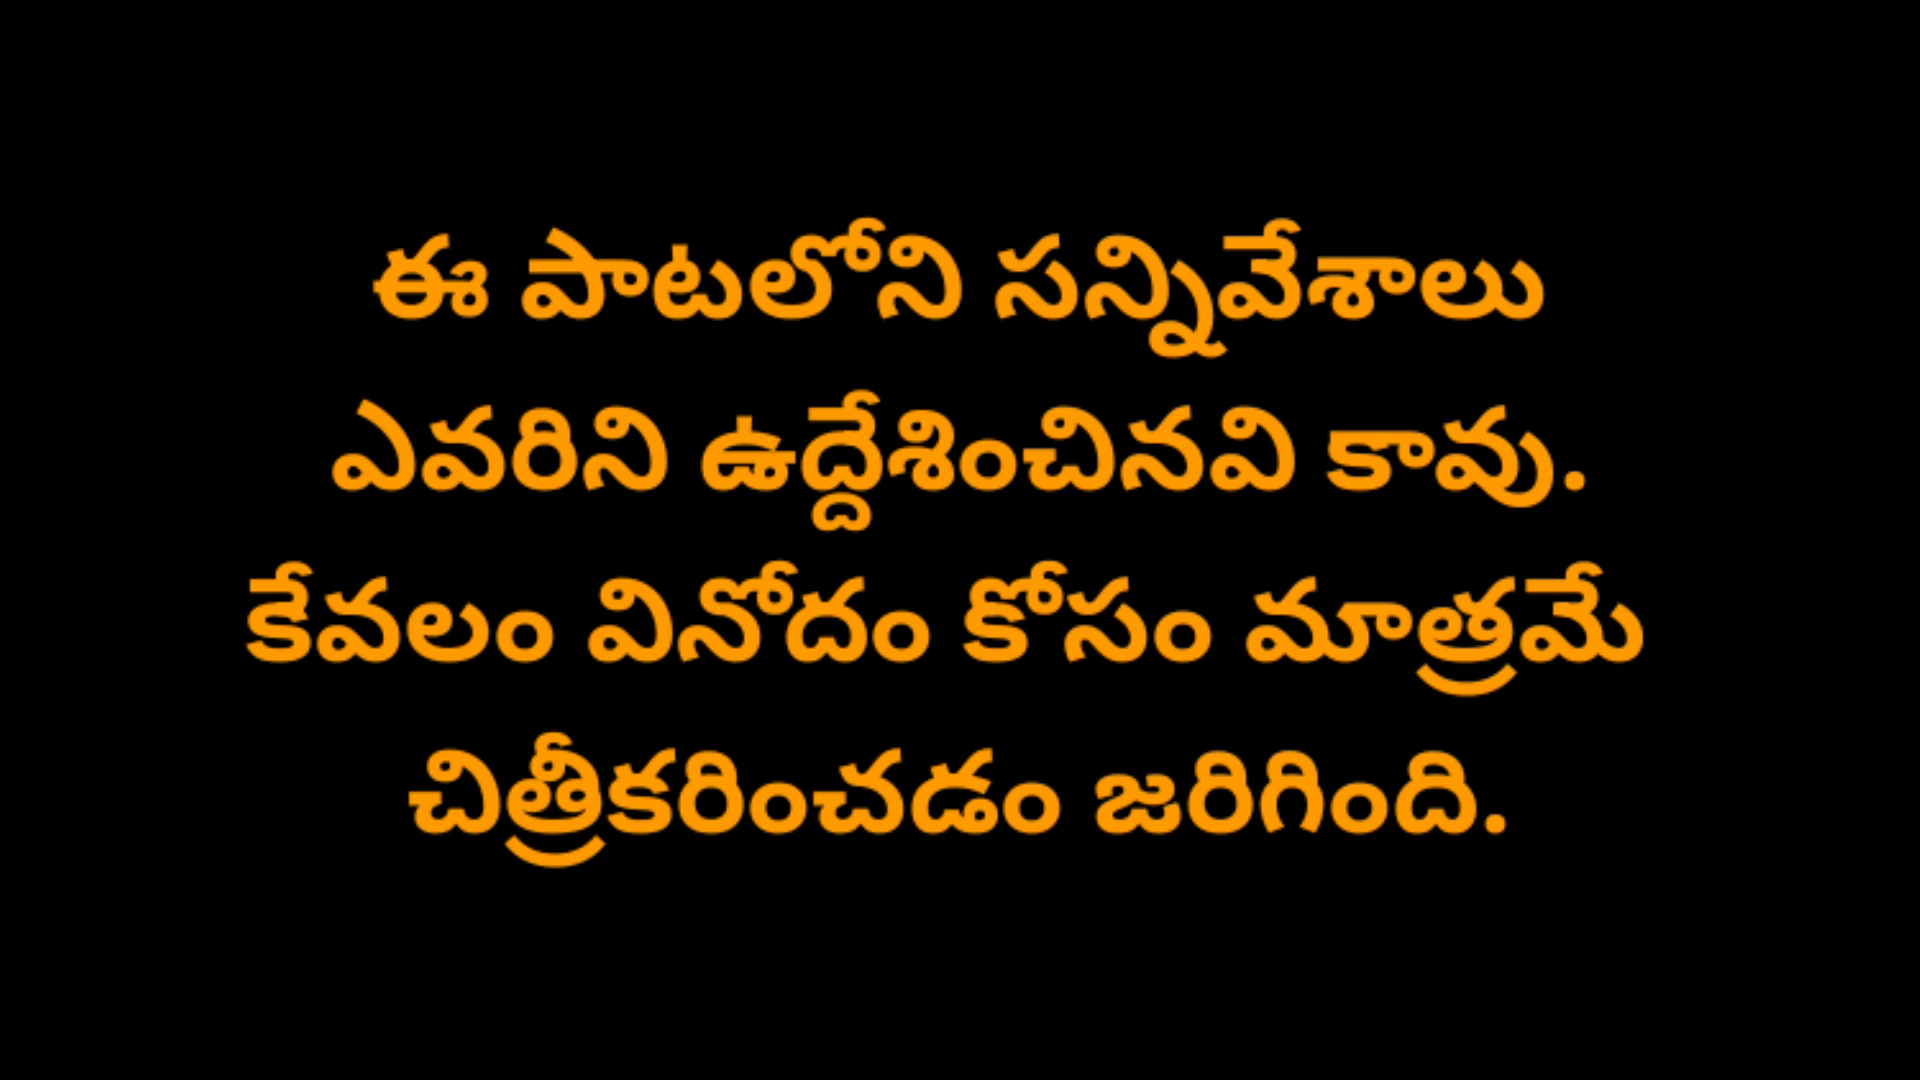 ఈ పాటలోని సన్నివేశాలు
ఎవరిని ఉద్దేశించినవి కావు.
కేవలం వినోదం కోసం మాత్రమే
చిత్రీకరించడం జరిగింది.